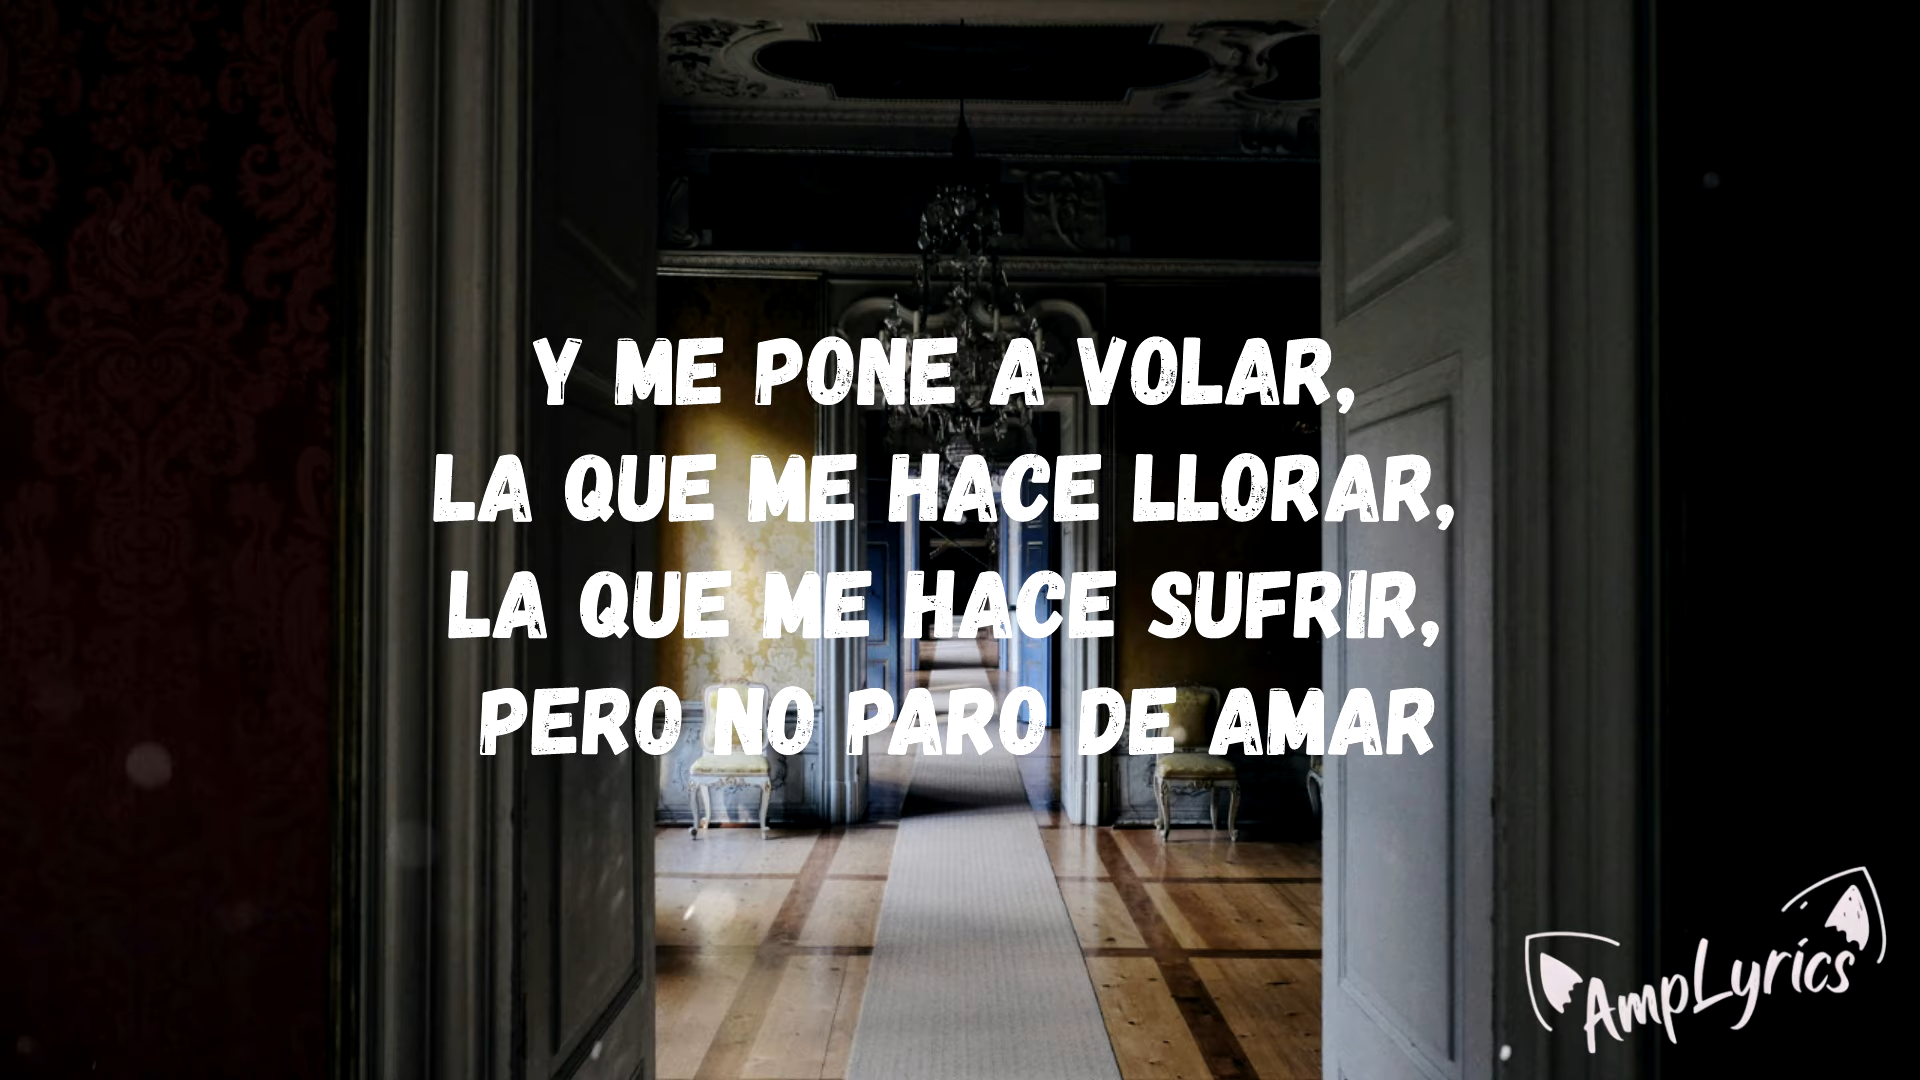 Y ME PONE A VOLAR,
LA QUE ME HACE LLORAR,
LA QUE ME HACE SUFRIR,
PERO NO PARO DE AMAR
AmpLyrics